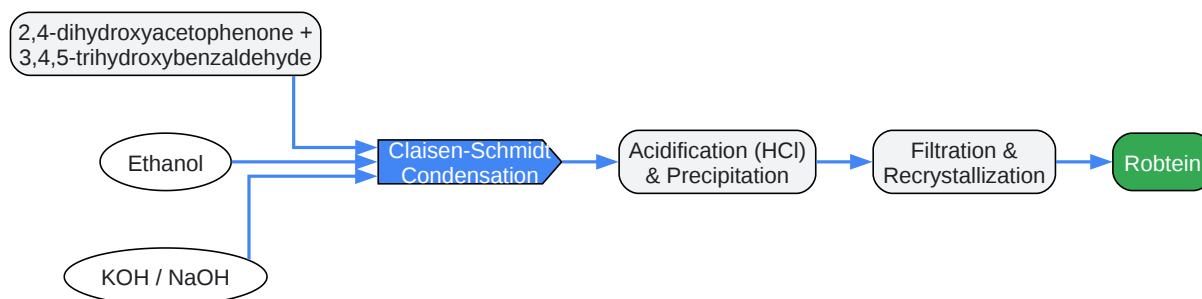 2,4-dihydroxyacetophenone +
3,4,5-trihydroxybenzaldehyde
Ethanol
KOH / NaOH
Claisen-Schmidt
Condensation
Acidification (HCl)
& Precipitation
Filtration &
Recrystallization
Robtein